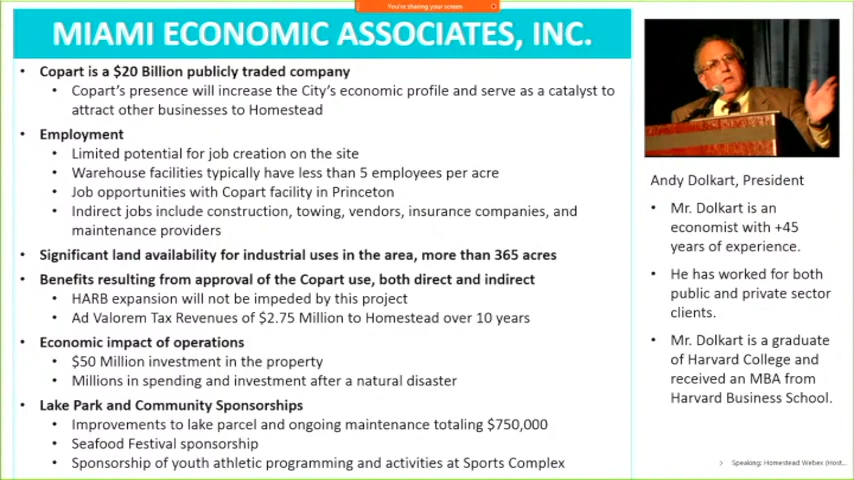 You're sharing your screen
MIAMI ECONOMIC ASSOCIATES, INC.
• Copart is a $20 Billion publicly traded company
• Copart's presence will increase the City's economic profile and serve as a catalyst to
attract other businesses to Homestead
• Employment
• Limited potential for job creation on the site
• Warehouse facilities typically have less than 5 employees per acre
• Job opportunities with Copart facility in Princeton
• Indirect jobs include construction, towing, vendors, insurance companies, and
maintenance providers
• Significant land availability for industrial uses in the area, more than 365 acres
• Benefits resulting from approval of the Copart use, both direct and indirect
• HARB expansion will not be impeded by this project
• Ad Valorem Tax Revenues of $2.75 Million to Homestead over 10 years
• Economic impact of operations
• $50 Million investment in the property
• Millions in spending and investment after a natural disaster
• Lake Park and Community Sponsorships
• Improvements to lake parcel and ongoing maintenance totaling $750,000
• Seafood Festival sponsorship
• Sponsorship of youth athletic programming and activities at Sports Complex
Andy Dolkart, President
• Mr. Dolkart is an
economist with +45
years of experience.
• He has worked for both
public and private sector
clients.
• Mr. Dolkart is a graduate
of Harvard College and
received an MBA from
Harvard Business School.
Speaking: Homestead Webex (Host...